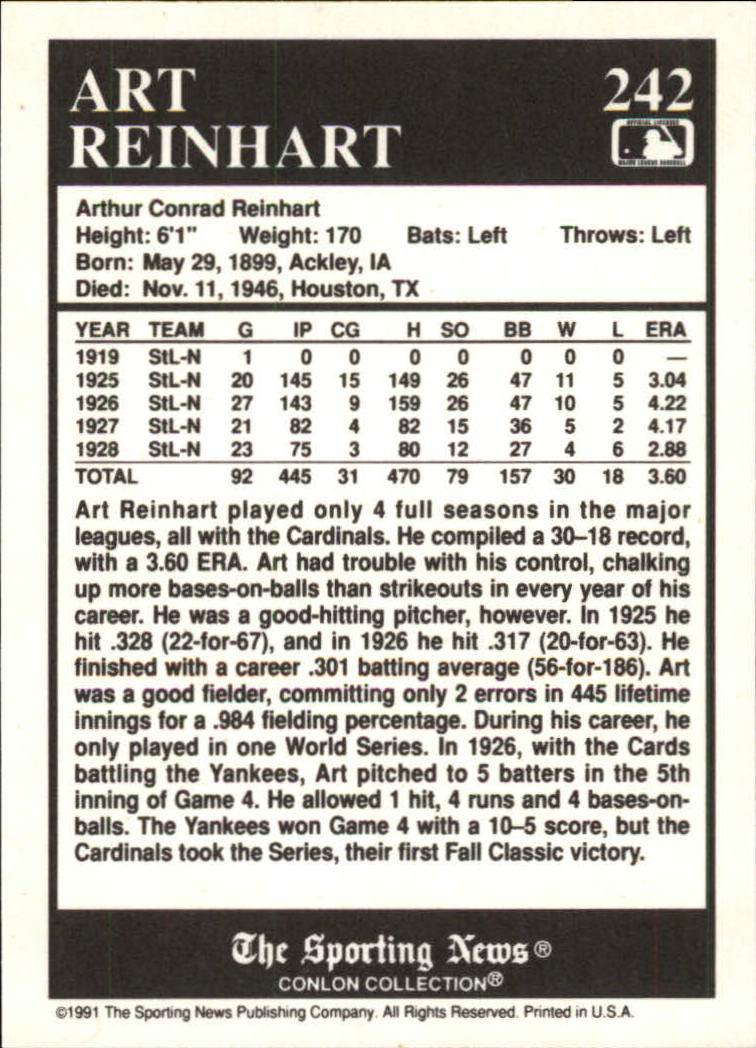 ART
REINHART
242
OFFICIAL LICENSEE
MAJOR LEAGUE BASEBALL
Arthur Conrad Reinhart
Height: 6'1" Weight: 170 Bats: Left Throws: Left
Born: May 29, 1899, Ackley, IA
Died: Nov. 11, 1946, Houston, TX
YEAR TEAM G IP CG H SO BB W L ERA
1919 StL-N 1 0 0 0 0 0 0 0 —
1925 StL-N 20 145 15 149 26 47 11 5 3.04
1926 StL-N 27 143 9 159 26 47 10 5 4.22
1927 StL-N 21 82 4 82 15 36 5 2 4.17
1928 StL-N 23 75 3 80 12 27 4 6 2.88
TOTAL 92 445 31 470 79 157 30 18 3.60
Art Reinhart played only 4 full seasons in the major
leagues, all with the Cardinals. He compiled a 30–18 record,
with a 3.60 ERA. Art had trouble with his control, chalking
up more bases-on-balls than strikeouts in every year of his
career. He was a good-hitting pitcher, however. In 1925 he
hit .328 (22-for-67), and in 1926 he hit .317 (20-for-63). He
finished with a career .301 batting average (56-for-186). Art
was a good fielder, committing only 2 errors in 445 lifetime
innings for a .984 fielding percentage. During his career, he
only played in one World Series. In 1926, with the Cards
battling the Yankees, Art pitched to 5 batters in the 5th
inning of Game 4. He allowed 1 hit, 4 runs and 4 bases-on-
balls. The Yankees won Game 4 with a 10–5 score, but the
Cardinals took the Series, their first Fall Classic victory.
The Sporting News®
CONLON COLLECTION®
©1991 The Sporting News Publishing Company. All Rights Reserved. Printed in U.S.A.